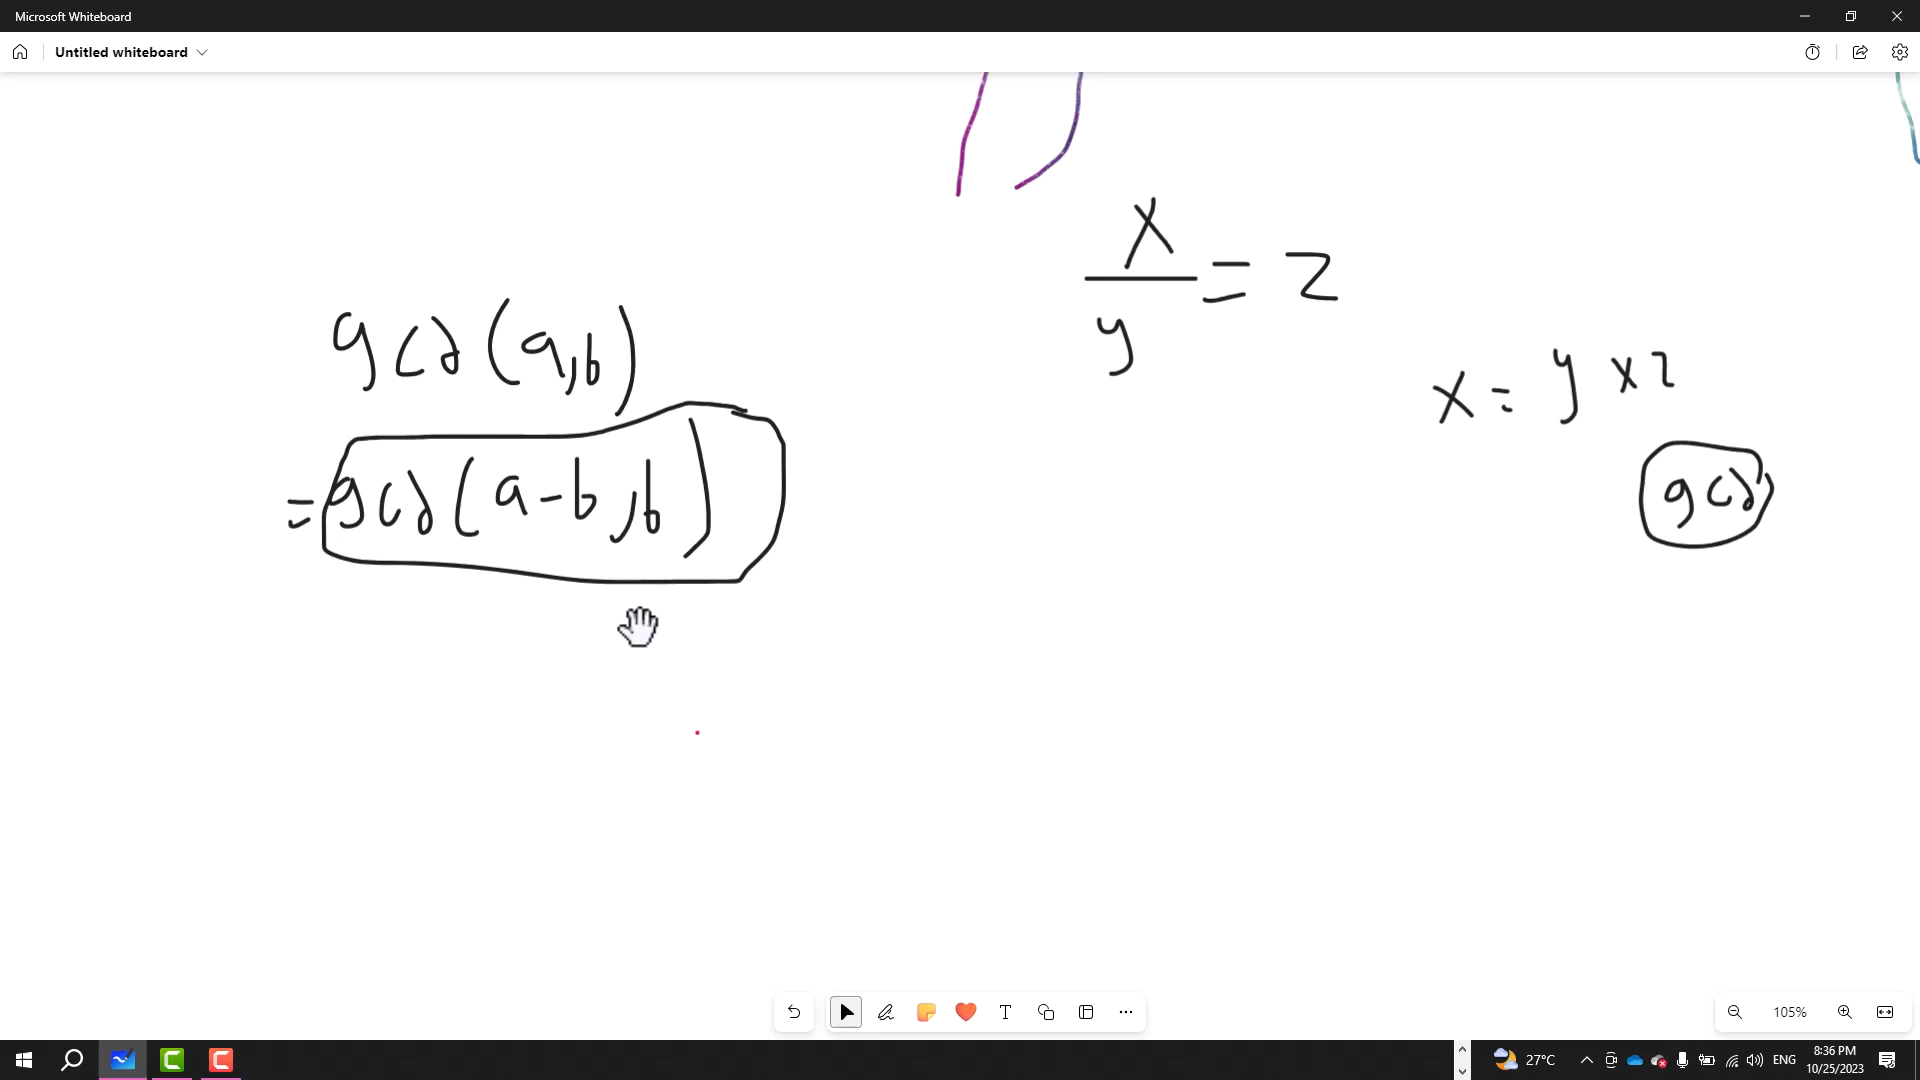 Microsoft Whiteboard
Untitled whiteboard
x
— = z
y
gcd (a,b)
x = y x z
= gcd (a-b,b)
gcd
T
105%
27°C
ENG
8:36 PM
10/25/2023